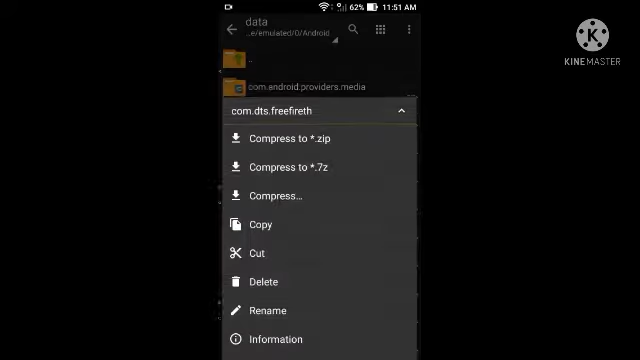 62% 11:51 AM
data
...e/emulated/0/Android
..
com.android.providers.media
com.dts.freefireth
Compress to *.zip
Compress to *.7z
Compress...
Copy
Cut
Delete
Rename
Information
K
KINEMASTER